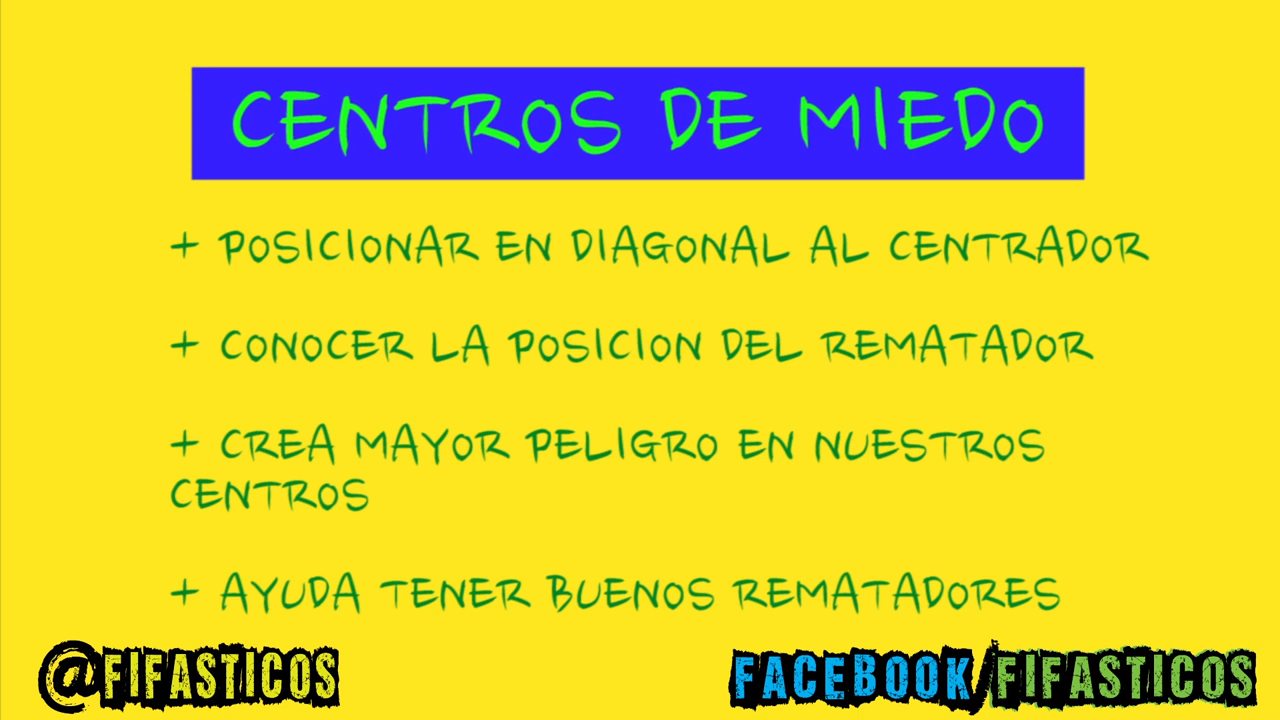 CENTROS DE MIEDO
+ POSICIONAR EN DIAGONAL AL CENTRADOR
+ CONOCER LA POSICION DEL REMATADOR
+ CREA MAYOR PELIGRO EN NUESTROS
CENTROS
+ AYUDA TENER BUENOS REMATADORES
@FIFASTICOS
FACEBOOK/FIFASTICOS